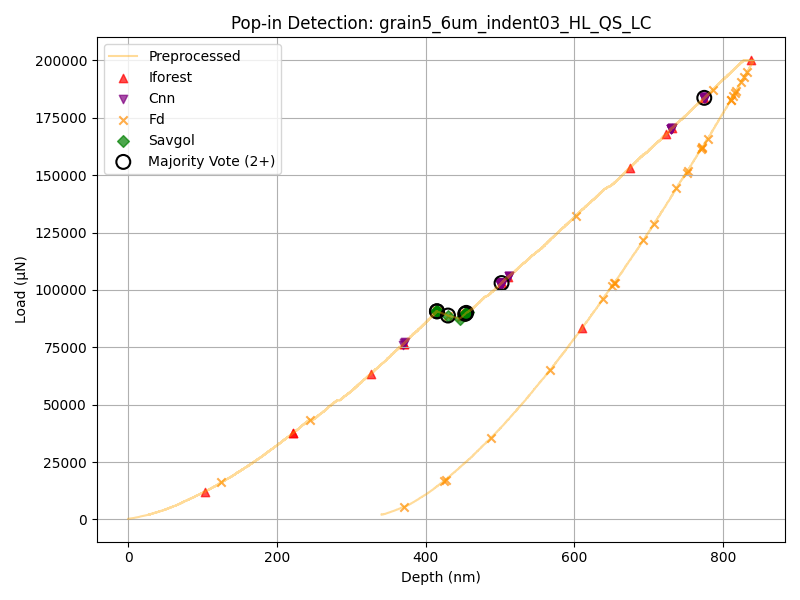 Pop-in Detection: grain5_6um_indent03_HL_QS_LC
Preprocessed
Iforest
Cnn
Fd
Savgol
Majority Vote (2+)
200000
175000
150000
125000
100000
75000
50000
25000
0
Load (µN)
0 200 400 600 800
Depth (nm)